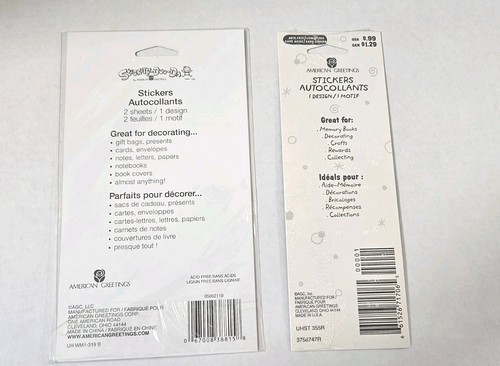 Stickers
Autocollants
2 sheets / 1 design
2 feuilles / 1 motif
Great for decorating...
• gift bags, presents
• cards, envelopes
• notes, letters, papers
• notebooks
• book covers
• almost anything!
Parfaits pour décorer...
• sacs de cadeau, présents
• cartes, enveloppes
• cartes-lettres, lettres, papiers
• carnets de notes
• couvertures de livre
• presque tout !
AMERICAN GREETINGS
ACID FREE/SANS ACIDS
LIGNIN FREE/SANS LIGNINE
©AGC, LLC
MANUFACTURED FOR / FABRIQUÉ POUR
AMERICAN GREETINGS CORP.
ONE AMERICAN ROAD
CLEVELAND, OH 44144
MADE IN CHINA / FABRIQUÉ EN CHINE
WWW.AMERICANGREETINGS.COM
USA $.99
CAN $1.29
AMERICAN GREETINGS
STICKERS
AUTOCOLLANTS
1 DESIGN / 1 MOTIF
Great for:
. Memory Books
. Decorating
. Crafts
. Rewards
. Collecting
Idéals pour :
. Aide-Mémoire
. Décorations
. Bricolages
. Récompenses
. Collections
00001
©AGC, Inc.
MANUFACTURED FOR /
FABRIQUÉ POUR
AMERICAN GREETINGS
CLEVELAND, OH 44144
MADE IN U.S.A.
UHST 355R
3750747R